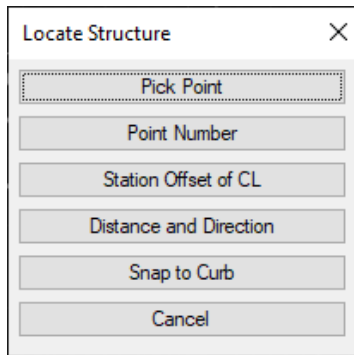 Locate Structure
Pick Point
Point Number
Station Offset of CL
Distance and Direction
Snap to Curb
Cancel